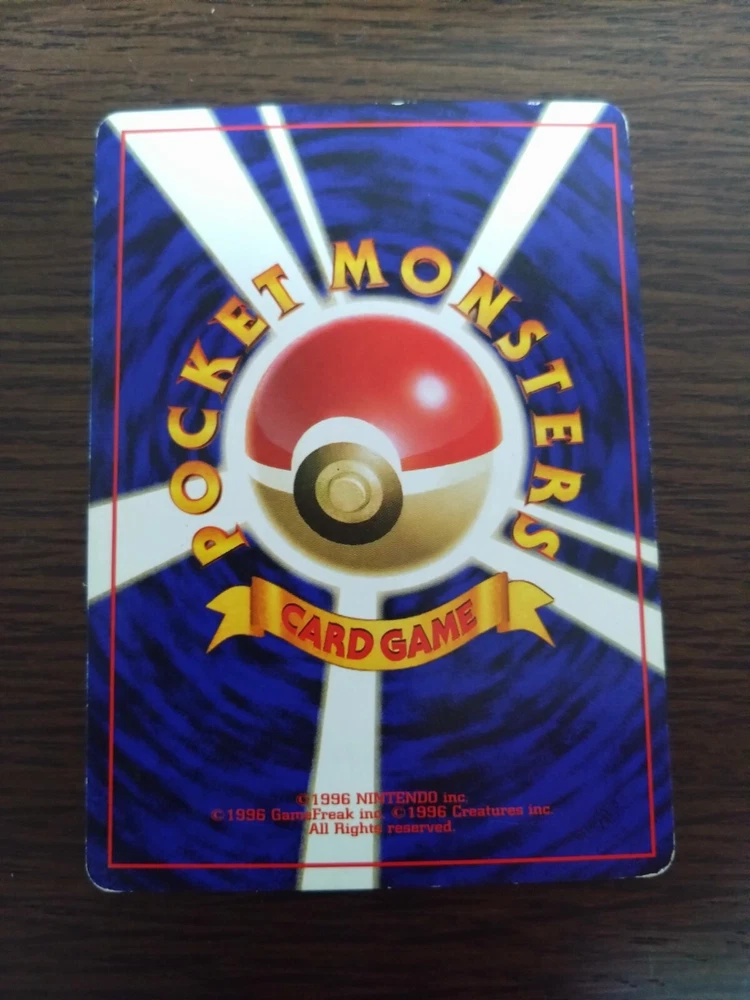 POCKET MONSTERS
CARD GAME
©1996 NINTENDO inc.
©1996 GameFreak inc. ©1996 Creatures inc.
All Rights reserved.